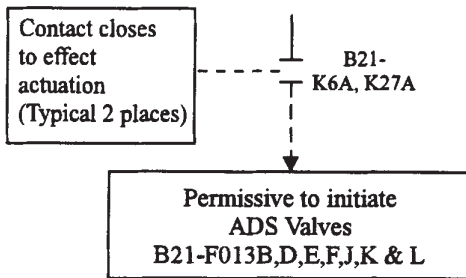 Contact closes
to effect
actuation
(Typical 2 places)
B21-
K6A, K27A
Permissive to initiate
ADS Valves
B21-F013B,D,E,F,J,K & L